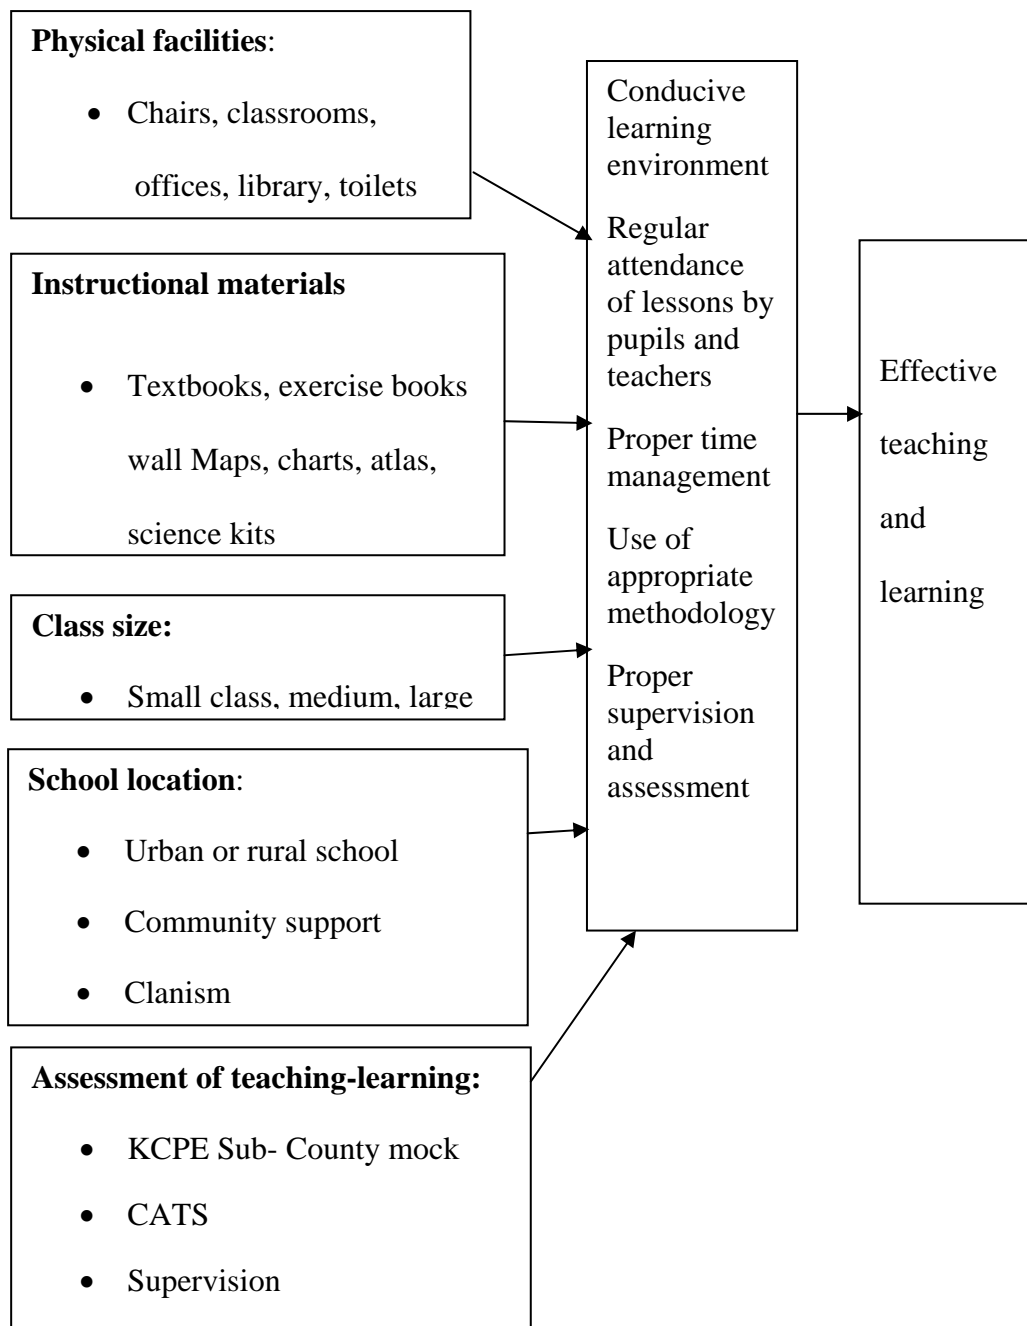 Physical facilities:
• Chairs, classrooms,
offices, library, toilets
Instructional materials
• Textbooks, exercise books
wall Maps, charts, atlas,
science kits
Class size:
• Small class, medium, large
School location:
• Urban or rural school
• Community support
• Clanism
Assessment of teaching-learning:
• KCPE Sub- County mock
• CATS
• Supervision
Conducive
learning
environment
Regular
attendance
of lessons by
pupils and
teachers
Proper time
management
Use of
appropriate
methodology
Proper
supervision
and
assessment
Effective
teaching
and
learning